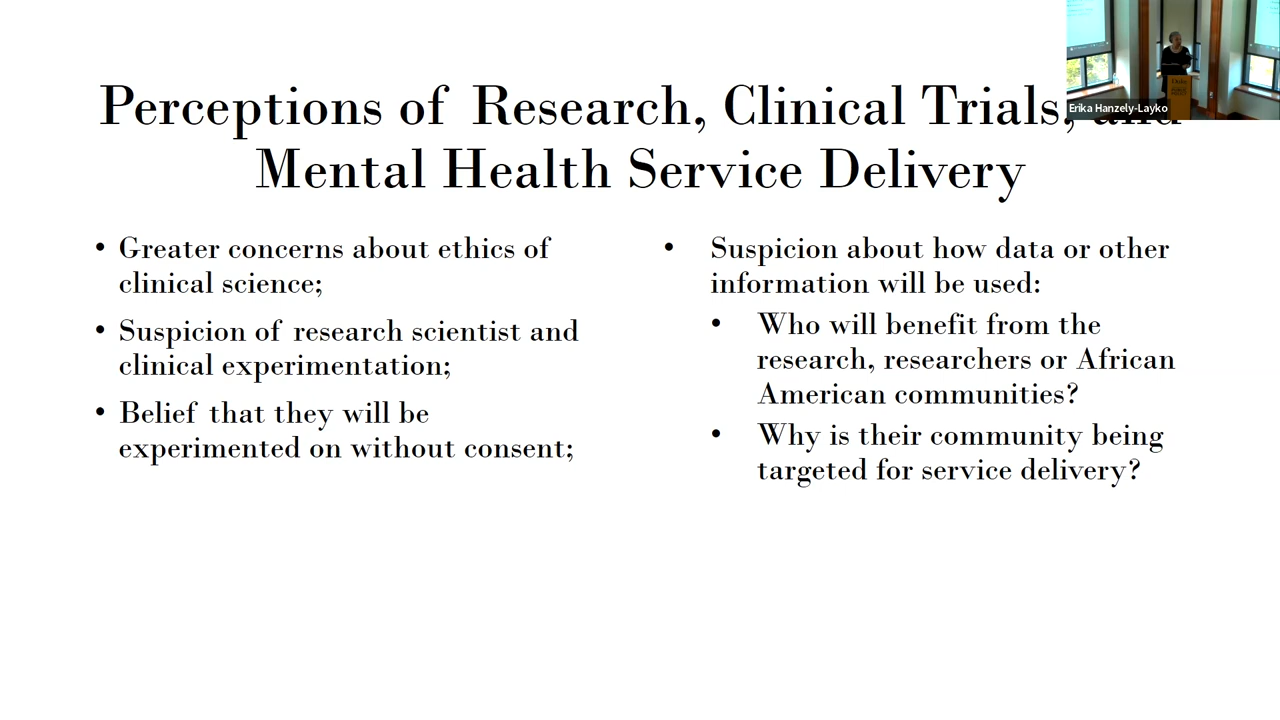 Perceptions of Research, Clinical Trials, and
Mental Health Service Delivery
Erika Hanzely-Layko
• Greater concerns about ethics of
clinical science;
• Suspicion of research scientist and
clinical experimentation;
• Belief that they will be
experimented on without consent;
• Suspicion about how data or other
information will be used:
• Who will benefit from the
research, researchers or African
American communities?
• Why is their community being
targeted for service delivery?